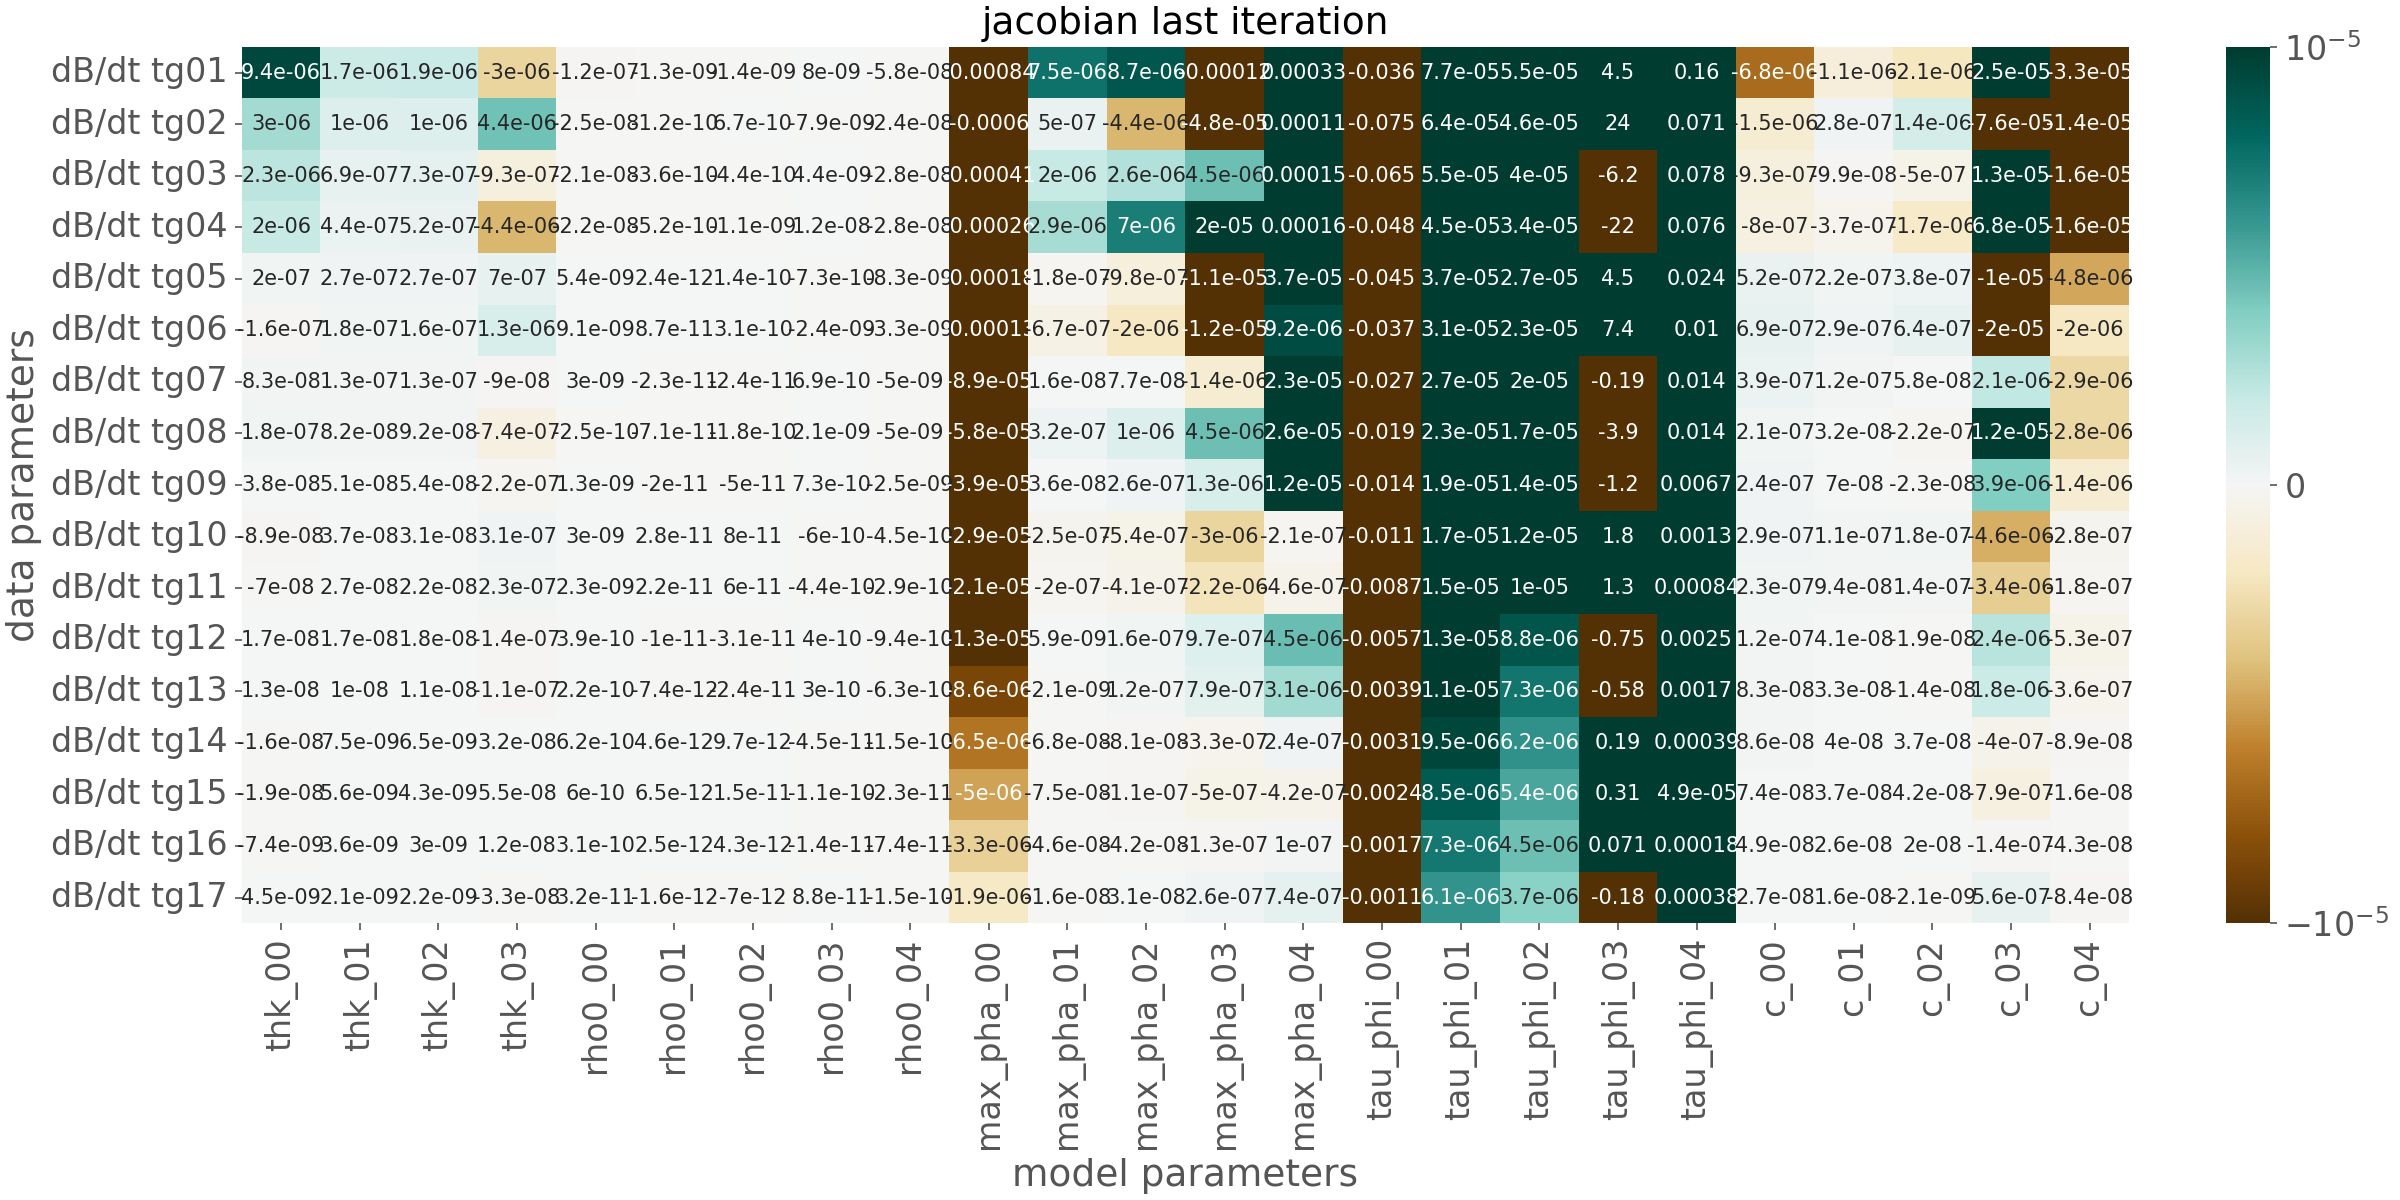 jacobian last iteration
dB/dt tg01 9.4e-06 1.7e-06 1.9e-06 -3e-06 -1.2e-07 -1.3e-09 -1.4e-09 8e-09 -5.8e-08 -0.00084 7.5e-06 8.7e-06 -0.00012 0.00033 -0.036 7.7e-05 5.5e-05 4.5 0.16 -6.8e-06 -1.1e-06 -2.1e-06 2.5e-05 -3.3e-05 10⁻⁵
dB/dt tg02 3e-06 1e-06 1e-06 4.4e-06 -2.5e-08 -1.2e-10 6.7e-10 -7.9e-09 -2.4e-08 -0.0006 5e-07 -4.4e-06 -4.8e-05 0.00011 -0.075 6.4e-05 4.6e-05 24 0.071 -1.5e-06 2.8e-07 1.4e-06 -7.6e-05 -1.4e-05
dB/dt tg03 2.3e-06 6.9e-07 7.3e-07 -9.3e-07 -2.1e-08 -3.6e-10 -4.4e-10 4.4e-09 -2.8e-08 -0.00041 2e-06 2.6e-06 4.5e-06 0.00015 -0.065 5.5e-05 4e-05 -6.2 0.078 -9.3e-07 -9.9e-08 -5e-07 1.3e-05 -1.6e-05
dB/dt tg04 2e-06 4.4e-07 5.2e-07 -4.4e-06 -2.2e-08 -5.2e-10 -1.1e-09 1.2e-08 -2.8e-08 -0.00026 2.9e-06 7e-06 2e-05 0.00016 -0.048 4.5e-05 3.4e-05 -22 0.076 -8e-07 -3.7e-07 -1.7e-06 6.8e-05 -1.6e-05
dB/dt tg05 2e-07 2.7e-07 2.7e-07 7e-07 5.4e-09 2.4e-12 1.4e-10 -7.3e-10 -8.3e-09 -0.00018 -1.8e-07 -9.8e-07 -1.1e-05 3.7e-05 -0.045 3.7e-05 2.7e-05 4.5 0.024 5.2e-07 2.2e-07 3.8e-07 -1e-05 -4.8e-06
dB/dt tg06 -1.6e-07 1.8e-07 1.6e-07 1.3e-06 9.1e-09 8.7e-11 3.1e-10 -2.4e-09 -3.3e-09 -0.00013 -6.7e-07 -2e-06 -1.2e-05 9.2e-06 -0.037 3.1e-05 2.3e-05 7.4 0.01 6.9e-07 2.9e-07 6.4e-07 -2e-05 -2e-06
dB/dt tg07 -8.3e-08 1.3e-07 1.3e-07 -9e-08 3e-09 -2.3e-11 -2.4e-11 6.9e-10 -5e-09 -8.9e-05 1.6e-08 7.7e-08 -1.4e-06 2.3e-05 -0.027 2.7e-05 2e-05 -0.19 0.014 3.9e-07 1.2e-07 5.8e-08 2.1e-06 -2.9e-06
dB/dt tg08 1.8e-07 8.2e-08 9.2e-08 -7.4e-07 -2.5e-10 -7.1e-11 -1.8e-10 2.1e-09 -5e-09 -5.8e-05 3.2e-07 1e-06 4.5e-06 2.6e-05 -0.019 2.3e-05 1.7e-05 -3.9 0.014 2.1e-07 3.2e-08 -2.2e-07 1.2e-05 -2.8e-06
dB/dt tg09 -3.8e-08 5.1e-08 5.4e-08 -2.2e-07 1.3e-09 -2e-11 -5e-11 7.3e-10 -2.5e-09 -3.9e-05 3.6e-08 2.6e-07 1.3e-06 1.2e-05 -0.014 1.9e-05 1.4e-05 -1.2 0.0067 2.4e-07 7e-08 -2.3e-08 3.9e-06 -1.4e-06 0
dB/dt tg10 -8.9e-08 3.7e-08 3.1e-08 3.1e-07 3e-09 2.8e-11 8e-11 -6e-10 -4.5e-10 -2.9e-05 -2.5e-07 -5.4e-07 -3e-06 -2.1e-07 -0.011 1.7e-05 1.2e-05 1.8 0.0013 2.9e-07 1.1e-07 1.8e-07 -4.6e-06 -2.8e-07
dB/dt tg11 -7e-08 2.7e-08 2.2e-08 2.3e-07 2.3e-09 2.2e-11 6e-11 -4.4e-10 -2.9e-10 -2.1e-05 -2e-07 -4.1e-07 -2.2e-06 -4.6e-07 -0.0087 1.5e-05 1e-05 1.3 0.00084 2.3e-07 9.4e-08 1.4e-07 -3.4e-06 -1.8e-07
dB/dt tg12 -1.7e-08 1.7e-08 1.8e-08 -1.4e-07 3.9e-10 -1e-11 -3.1e-11 4e-10 -9.4e-10 -1.3e-05 5.9e-09 1.6e-07 9.7e-07 4.5e-06 -0.0057 1.3e-05 8.8e-06 -0.75 0.0025 1.2e-07 4.1e-08 -1.9e-08 2.4e-06 -5.3e-07
dB/dt tg13 -1.3e-08 1e-08 1.1e-08 -1.1e-07 2.2e-10 -7.4e-12 -2.4e-11 3e-10 -6.3e-10 -8.6e-06 -2.1e-09 1.2e-07 7.9e-07 3.1e-06 -0.0039 1.1e-05 7.3e-06 -0.58 0.0017 8.3e-08 3.3e-08 -1.4e-08 1.8e-06 -3.6e-07
dB/dt tg14 -1.6e-08 7.5e-09 6.5e-09 3.2e-08 6.2e-10 4.6e-12 9.7e-12 -4.5e-11 -1.5e-10 -6.5e-06 -6.8e-08 -8.1e-08 -3.3e-07 2.4e-07 -0.0031 9.5e-06 6.2e-06 0.19 0.00039 8.6e-08 4e-08 3.7e-08 -4e-07 -8.9e-08
dB/dt tg15 -1.9e-08 5.6e-09 4.3e-09 5.5e-08 6e-10 6.5e-12 1.5e-11 -1.1e-10 -2.3e-11 -5e-06 -7.5e-08 -1.1e-07 -5e-07 -4.2e-07 -0.0024 8.5e-06 5.4e-06 0.31 4.9e-05 7.4e-08 3.7e-08 4.2e-08 -7.9e-07 -1.6e-08
dB/dt tg16 -7.4e-09 3.6e-09 3e-09 1.2e-08 3.1e-10 2.5e-12 4.3e-12 -1.4e-11 -7.4e-11 -3.3e-06 -4.6e-08 -4.2e-08 -1.3e-07 1e-07 -0.0017 7.3e-06 4.5e-06 0.071 0.00018 4.9e-08 2.6e-08 2e-08 -1.4e-07 -4.3e-08
dB/dt tg17 -4.5e-09 2.1e-09 2.2e-09 -3.3e-08 3.2e-11 -1.6e-12 -7e-12 8.8e-11 -1.5e-10 -1.9e-06 -1.6e-08 3.1e-08 2.6e-07 7.4e-07 -0.0011 6.1e-06 3.7e-06 -0.18 0.00038 2.7e-08 1.6e-08 -2.1e-09 5.6e-07 -8.4e-08 −10⁻⁵
data parameters
thk_00 thk_01 thk_02 thk_03 rho0_00 rho0_01 rho0_02 rho0_03 rho0_04 max_pha_00 max_pha_01 max_pha_02 max_pha_03 max_pha_04 tau_phi_00 tau_phi_01 tau_phi_02 tau_phi_03 tau_phi_04 c_00 c_01 c_02 c_03 c_04
model parameters